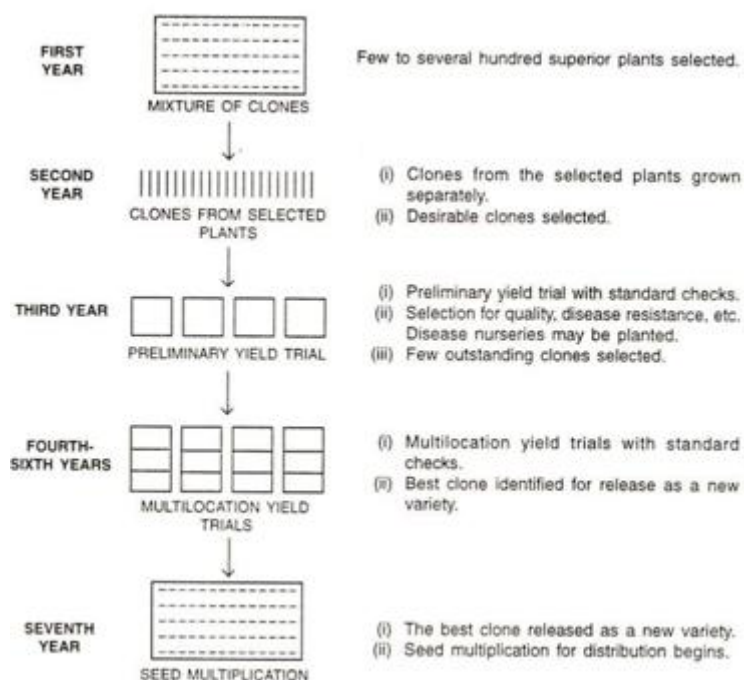 FIRST
YEAR
MIXTURE OF CLONES
Few to several hundred superior plants selected.
SECOND
YEAR
CLONES FROM SELECTED
PLANTS
(i) Clones from the selected plants grown
separately.
(ii) Desirable clones selected.
THIRD YEAR
PRELIMINARY YIELD TRIAL
(i) Preliminary yield trial with standard checks.
(ii) Selection for quality, disease resistance, etc.
Disease nurseries may be planted.
(iii) Few outstanding clones selected.
FOURTH-
SIXTH YEARS
MULTILOCATION YIELD
TRIALS
(i) Multilocation yield trials with standard
checks.
(ii) Best clone identified for release as a new
variety.
SEVENTH
YEAR
SEED MULTIPLICATION
(i) The best clone released as a new variety.
(ii) Seed multiplication for distribution begins.